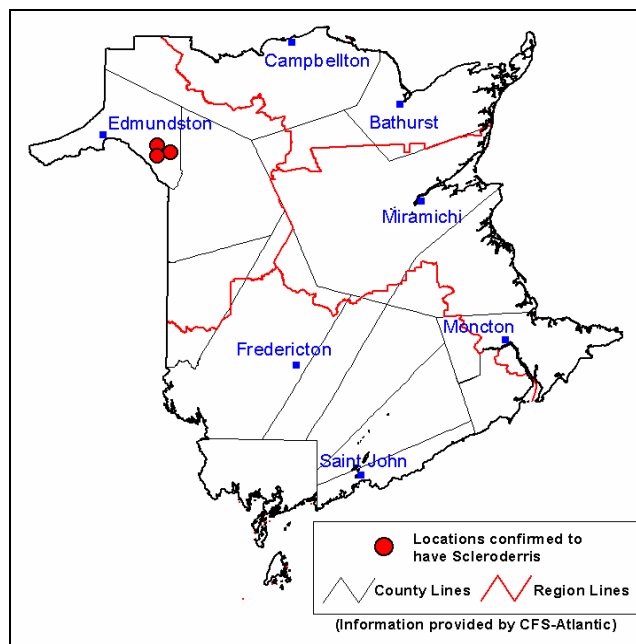 Campbellton
Edmundston
Bathurst
Miramichi
Moncton
Fredericton
Saint John
Locations confirmed to
have Scleroderris
County Lines
Region Lines
(Information provided by CFS-Atlantic)